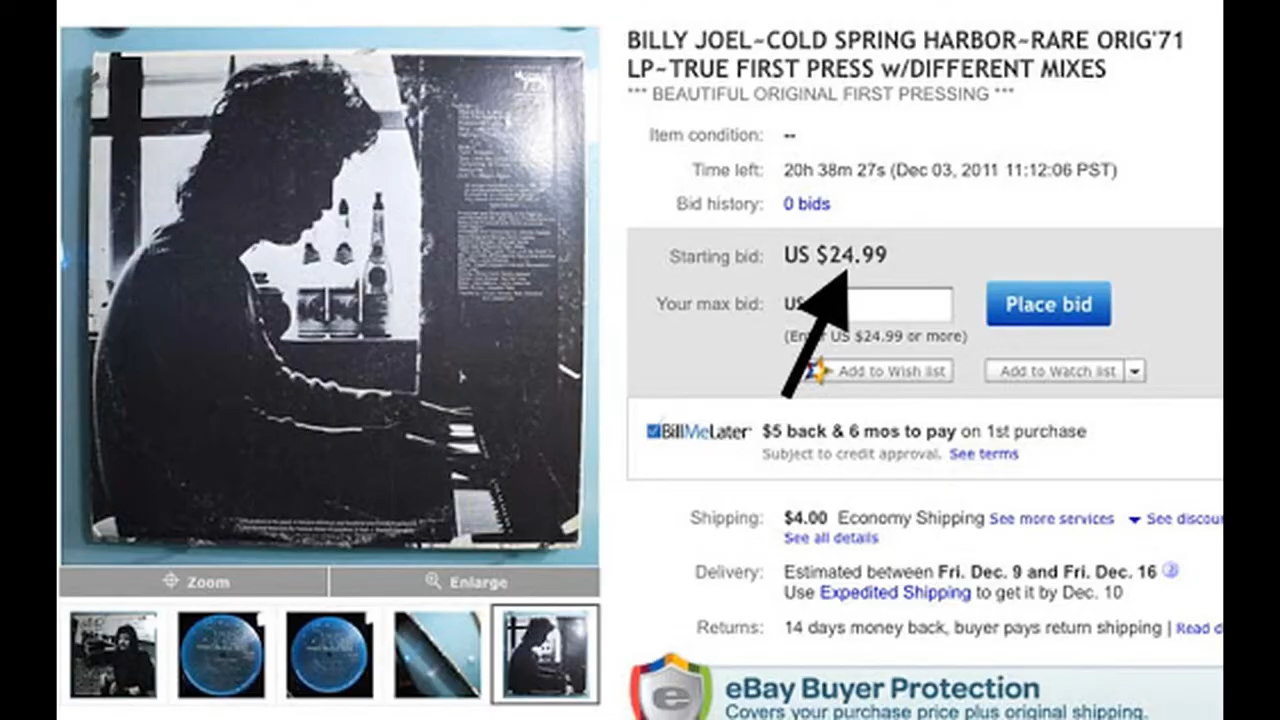 BILLY JOEL~COLD SPRING HARBOR~RARE ORIG'71
LP~TRUE FIRST PRESS w/DIFFERENT MIXES
*** BEAUTIFUL ORIGINAL FIRST PRESSING ***
Item condition: --
Time left: 20h 38m 27s (Dec 03, 2011 11:12:06 PST)
Bid history: 0 bids
Starting bid: US $24.99
Your max bid: US
Place bid
US $24.99 or more)
Add to Wish list
Add to Watch list
BillMeLater $5 back & 6 mos to pay on 1st purchase
Subject to credit approval. See terms
Shipping: $4.00 Economy Shipping See more services See
See all details
Delivery: Estimated between Fri. Dec. 9 and Fri. Dec. 16
Use Expedited Shipping to get it by Dec. 10
Returns: 14 days money back, buyer pays return shipping | Read
Zoom
Enlarge
e
eBay Buyer Protection
Covers your purchase price plus original shipping.